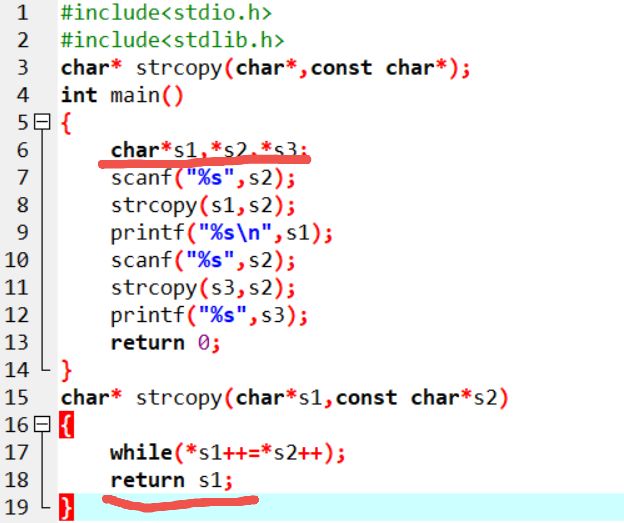 1 #include<stdio.h>
2 #include<stdlib.h>
3 char* strcopy(char*,const char*);
4 int main()
5 {
6 char*s1,*s2,*s3;
7 scanf("%s",s2);
8 strcopy(s1,s2);
9 printf("%s\n",s1);
10 scanf("%s",s2);
11 strcopy(s3,s2);
12 printf("%s",s3);
13 return 0;
14 }
15 char* strcopy(char*s1,const char*s2)
16 {
17 while(*s1++=*s2++);
18 return s1;
19 }